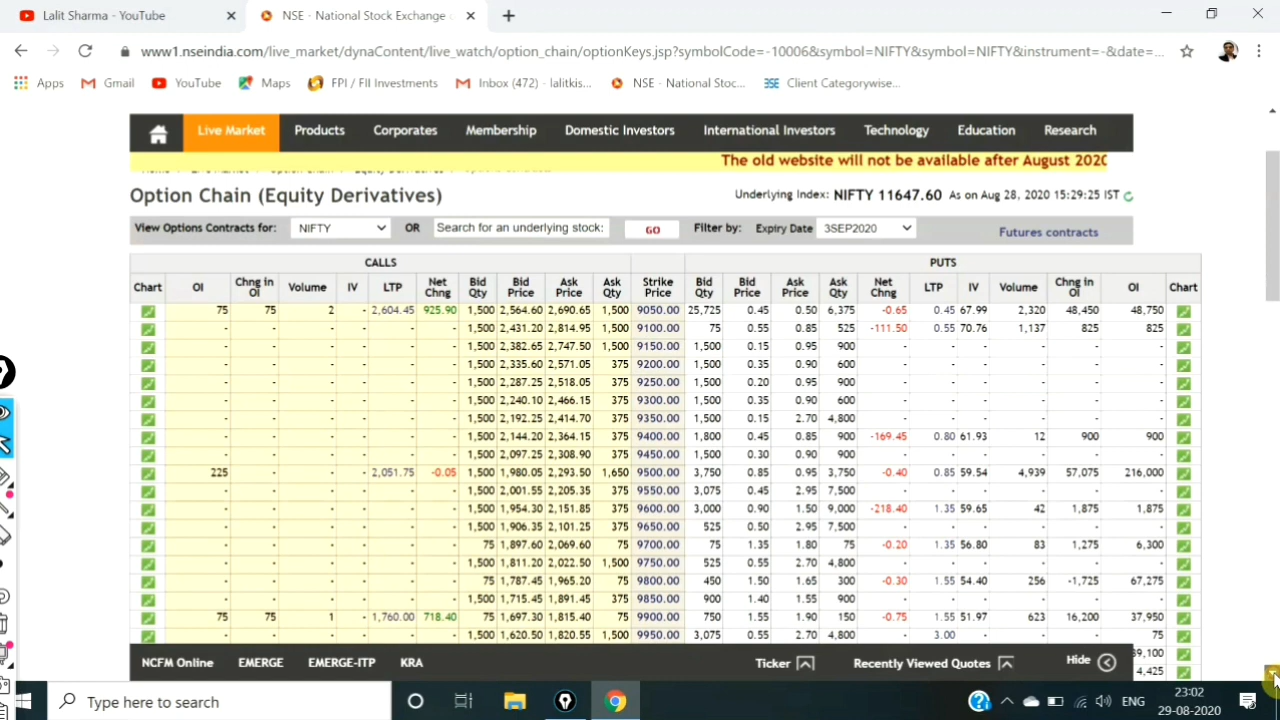 Lalit Sharma - YouTube
NSE - National Stock Exchange
www1.nseindia.com/live_market/dynaContent/live_watch/option_chain/optionKeys.jsp?symbolCode=-10006&symbol=NIFTY&symbol=NIFTY&instrument=-&date=...
Apps Gmail YouTube Maps FPI / FII Investments Inbox (472) - lalitkis... NSE - National Stoc... Client Categorywise...
Live Market Products Corporates Membership Domestic Investors International Investors Technology Education Research
The old website will not be available after August 2020
Option Chain (Equity Derivatives)
Underlying Index: NIFTY 11647.60 As on Aug 28, 2020 15:29:25 IST
View Options Contracts for: NIFTY OR Search for an underlying stock: GO Filter by: Expiry Date 3SEP2020 Futures contracts
CALLS PUTS
Chart OI Chng in OI Volume IV LTP Net Chng Bid Qty Bid Price Ask Price Ask Qty Strike Price Bid Qty Bid Price Ask Price Ask Qty Net Chng LTP IV Volume Chng in OI OI Chart
75 75 2 - 2,604.45 925.90 1,500 2,564.60 2,690.65 1,500 9050.00 25,725 0.45 0.50 6,375 -0.65 0.45 67.99 2,320 48,450 48,750
- - - - - - 1,500 2,431.20 2,814.95 1,500 9100.00 75 0.55 0.85 525 -111.50 0.55 70.76 1,137 825 825
- - - - - - 1,500 2,382.65 2,747.50 1,500 9150.00 1,500 0.15 0.95 900 - - - - - -
- - - - - - 1,500 2,335.60 2,571.05 375 9200.00 1,500 0.35 0.90 600 - - - - - -
- - - - - - 1,500 2,287.25 2,518.05 375 9250.00 1,500 0.20 0.95 900 - - - - - -
- - - - - - 1,500 2,240.10 2,466.15 375 9300.00 1,500 0.35 0.90 600 - - - - - -
- - - - - - 1,500 2,192.25 2,414.70 375 9350.00 1,500 0.15 2.70 4,800 - - - - - -
- - - - - - 1,500 2,144.20 2,364.15 375 9400.00 1,800 0.45 0.85 900 -169.45 0.80 61.93 12 900 900
- - - - - - 1,500 2,097.25 2,308.90 375 9450.00 1,500 0.30 0.90 900 - - - - - -
225 - - - 2,051.75 -0.05 1,500 1,980.05 2,293.50 1,650 9500.00 3,750 0.85 0.95 3,750 -0.40 0.85 59.54 4,939 57,075 216,000
- - - - - - 1,500 2,001.55 2,205.35 375 9550.00 3,075 0.45 2.95 7,500 - - - - - -
- - - - - - 1,500 1,954.30 2,151.85 375 9600.00 3,000 0.90 1.50 9,000 -218.40 1.35 59.65 42 1,875 1,875
- - - - - - 1,500 1,906.35 2,101.25 375 9650.00 525 0.50 2.95 7,500 - - - - - -
- - - - - - 75 1,897.60 2,069.60 75 9700.00 75 1.35 1.80 75 -0.20 1.35 56.80 83 1,275 6,300
- - - - - - 1,500 1,811.20 2,022.50 1,500 9750.00 525 0.55 2.70 4,800 - - - - - -
- - - - - - 75 1,787.45 1,965.20 75 9800.00 450 1.50 1.65 300 -0.30 1.55 54.40 256 -1,725 67,275
- - - - - - 1,500 1,715.45 1,891.45 375 9850.00 900 1.40 1.55 900 - - - - - -
75 75 1 - 1,760.00 718.40 75 1,697.30 1,815.40 75 9900.00 750 1.55 1.90 150 -0.75 1.55 51.97 623 16,200 37,950
- - - - - - 1,500 1,620.50 1,820.55 1,500 9950.00 3,075 0.55 2.70 4,800 - 3.00 - - - 75
39,100
4,425
NCFM Online EMERGE EMERGE-ITP KRA Ticker Recently Viewed Quotes Hide
Type here to search
ENG
23:02
29-08-2020